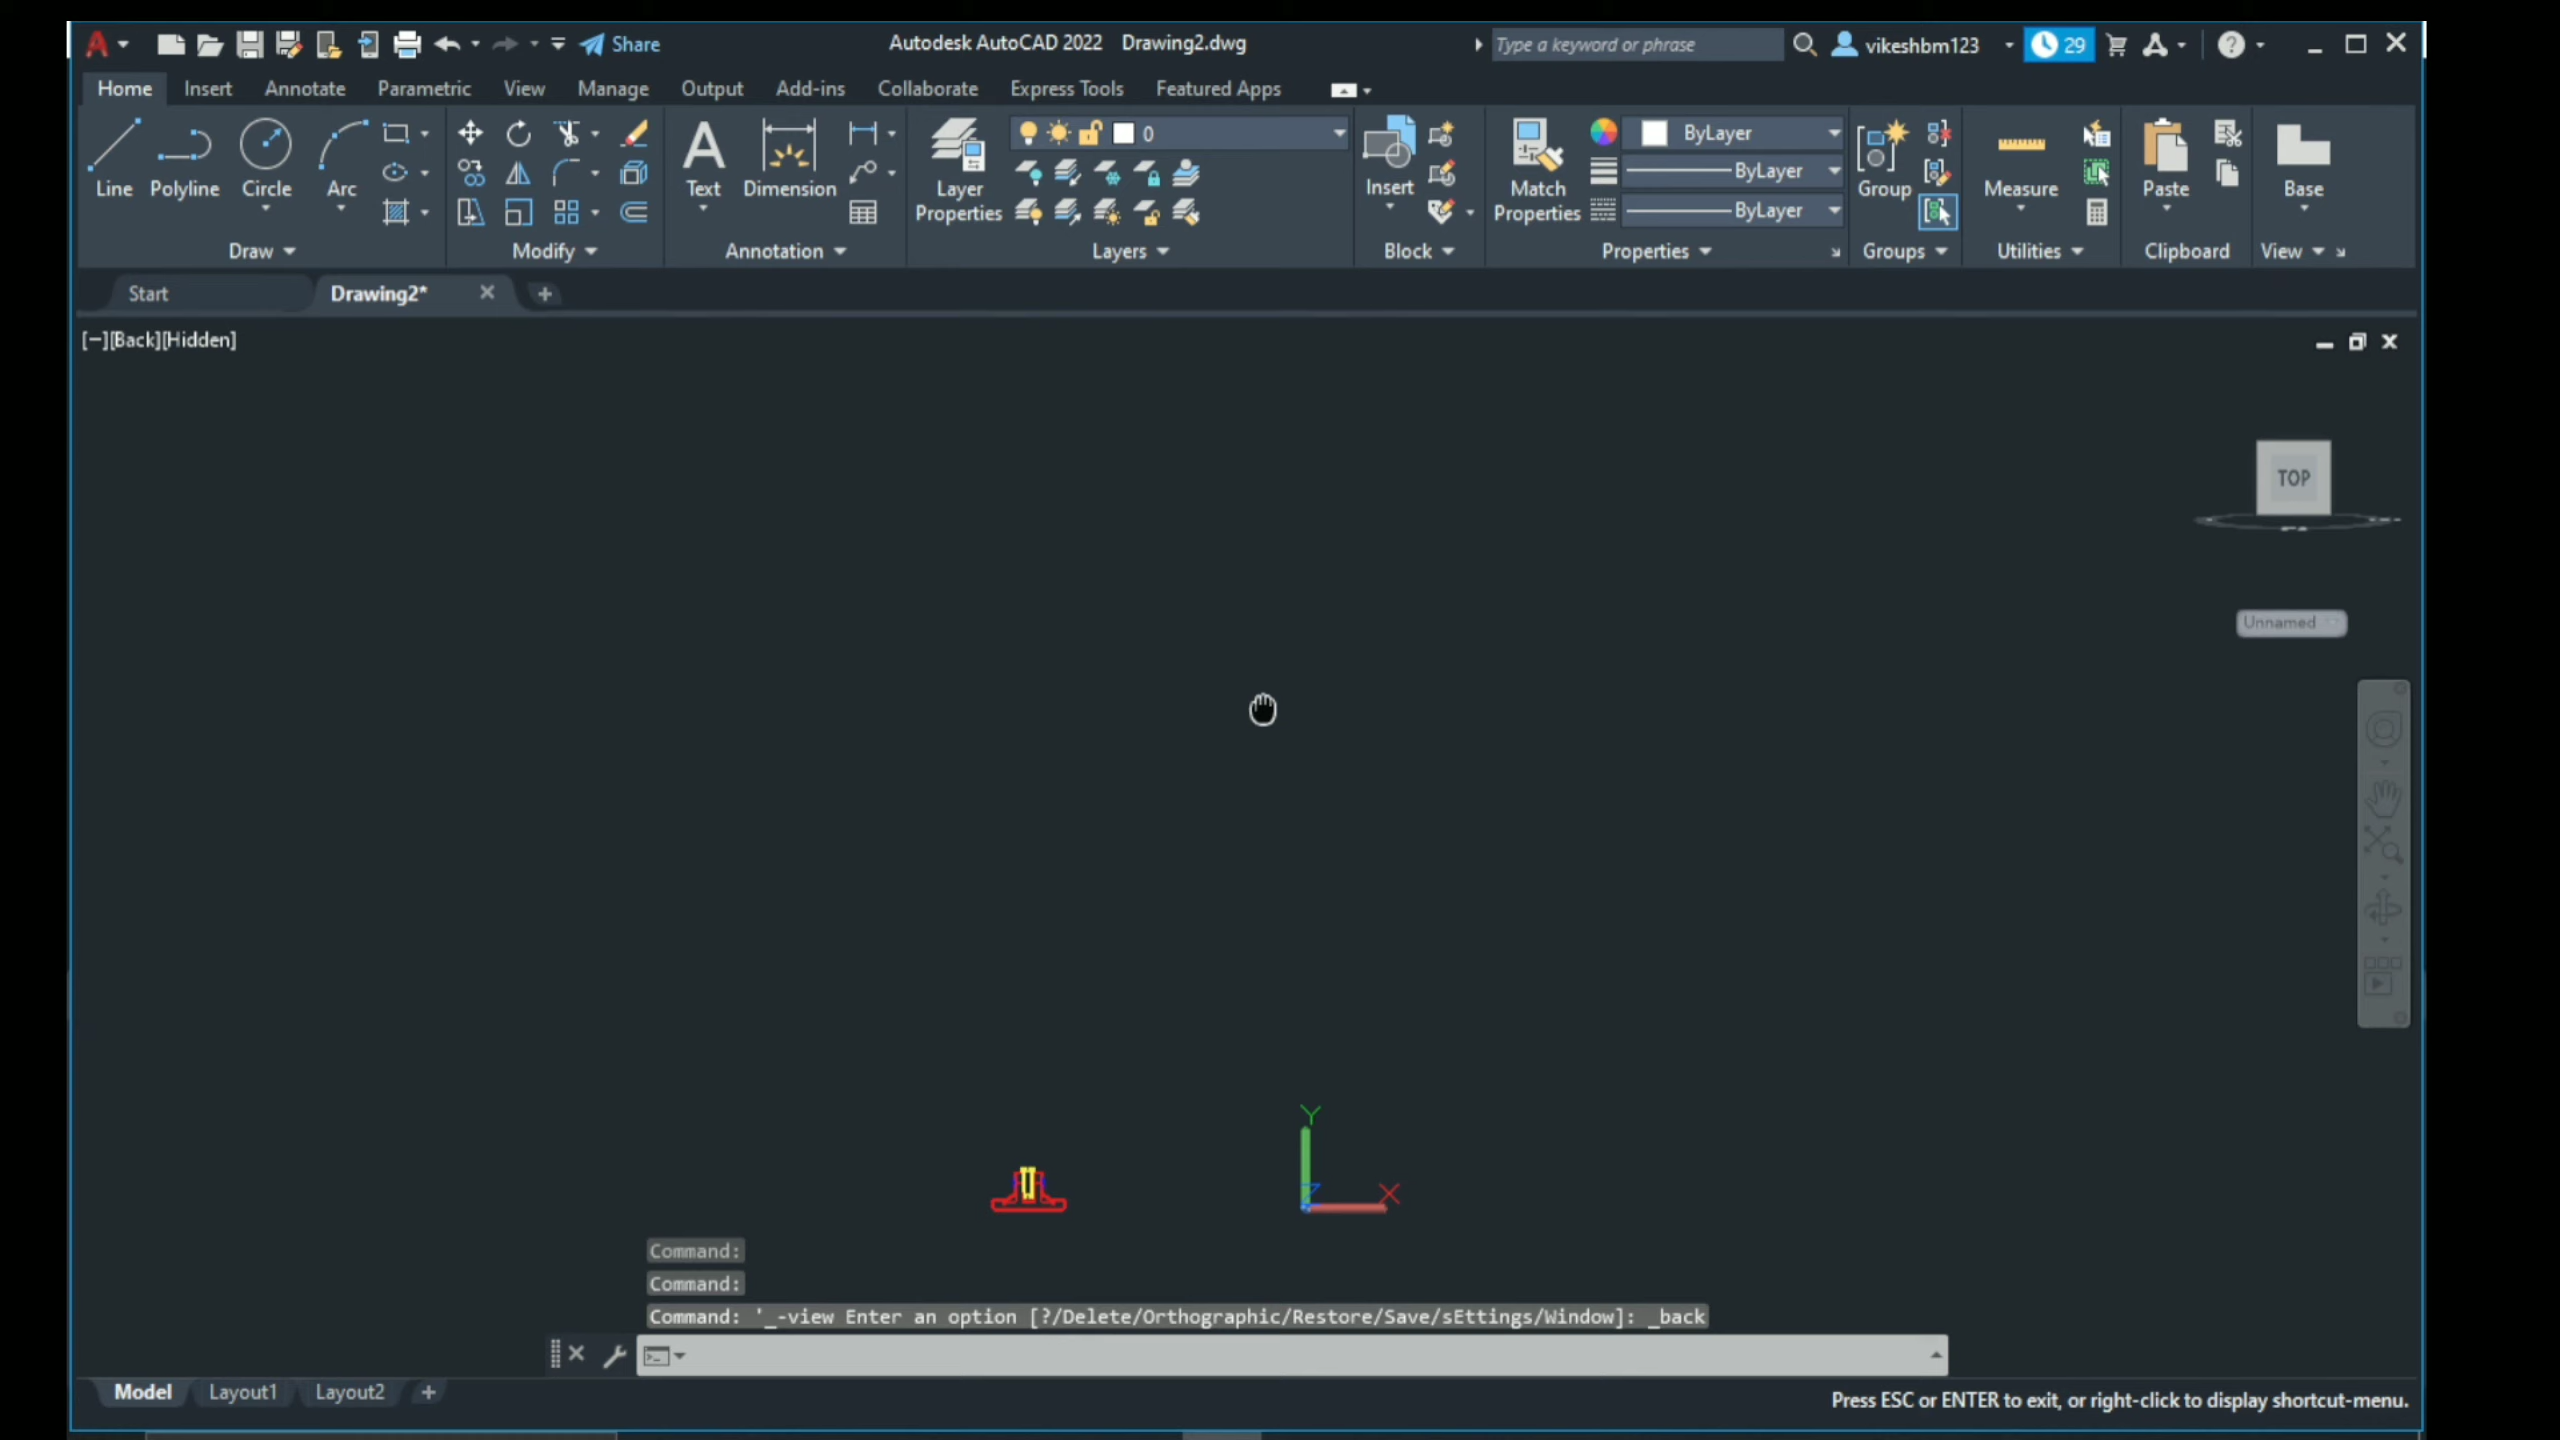 Share
Autodesk AutoCAD 2022 Drawing2.dwg
Type a keyword or phrase
vikeshbm123
29
Home Insert Annotate Parametric View Manage Output Add-ins Collaborate Express Tools Featured Apps
0
ByLayer
ByLayer
ByLayer
Line Polyline Circle Arc
Text Dimension
Layer Properties
Insert
Match Properties
Group
Measure
Paste
Base
Draw Modify Annotation Layers Block Properties Groups Utilities Clipboard View
Start Drawing2*
[−][Back][Hidden]
TOP
Unnamed
Y
X
Command:
Command:
Command: '_-view Enter an option [?/Delete/Orthographic/Restore/Save/sEttings/Window]: _back
Model Layout1 Layout2
Press ESC or ENTER to exit, or right-click to display shortcut-menu.